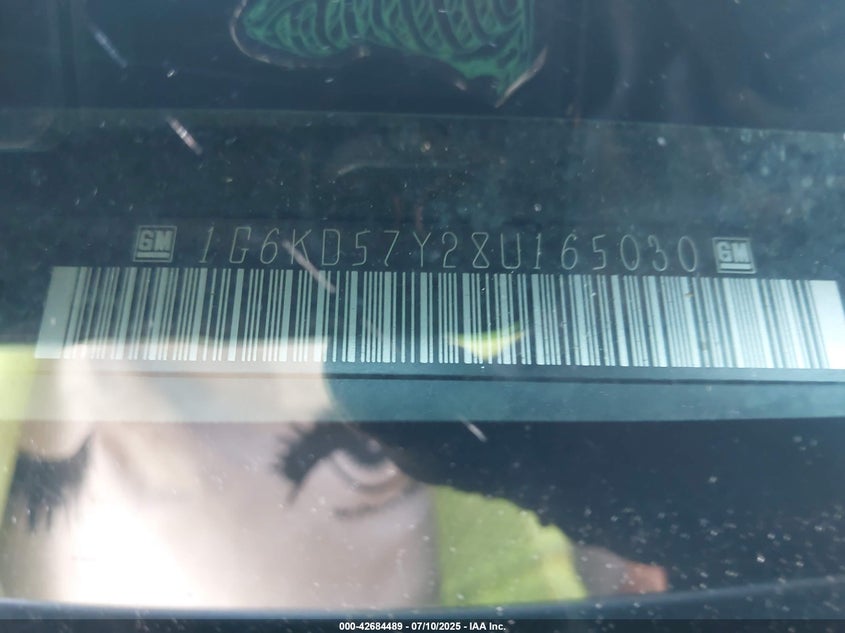 GM 1G6KD57Y28U165030 GM
000-42684489 - 07/10/2025 - IAA Inc.